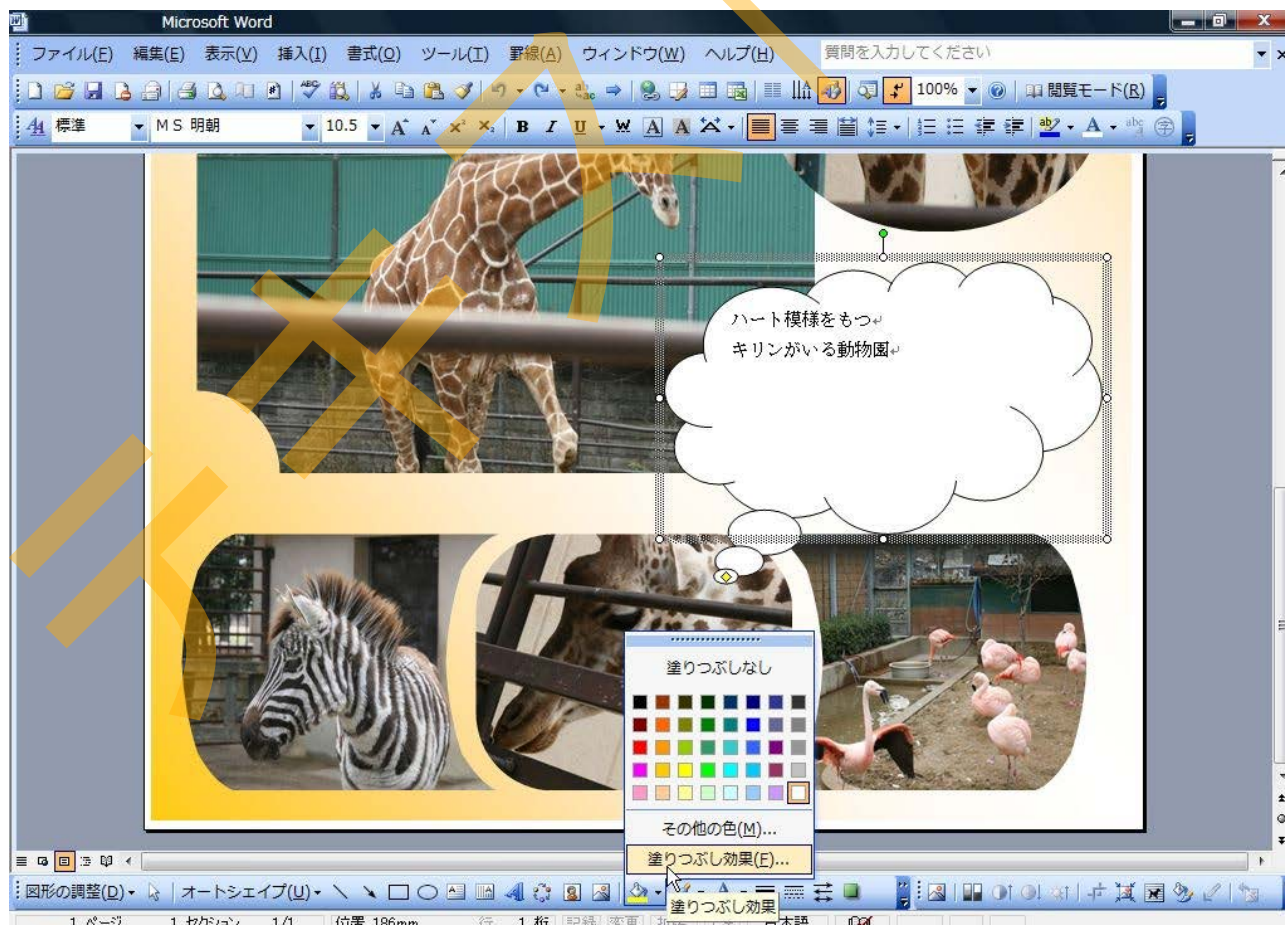 Microsoft Word
ファイル(F) 編集(E) 表示(V) 挿入(I) 書式(O) ツール(T) 罫線(A) ウィンドウ(W) ヘルプ(H) 質問を入力してください
100% 閲覧モード(R)
標準 MS 明朝 10.5
ハート模様をもつ
キリンがいる動物園
塗りつぶしなし
その他の色(M)...
塗りつぶし効果(F)...
図形の調整(D) オートシェイプ(U)
塗りつぶし効果
1 ページ 1 セクション 1/1 位置 186mm 行 1 桁 記録 変更 日本語